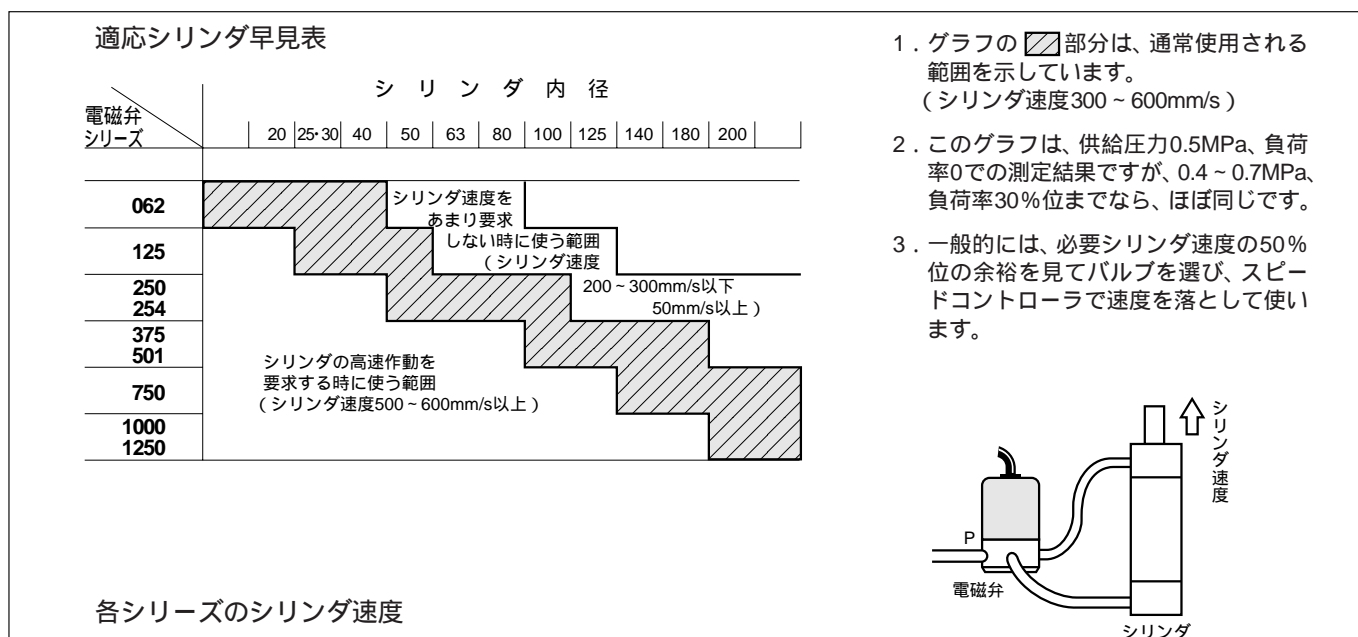 適応シリンダ早見表
シリンダ内径
電磁弁
シリーズ
20 25・30 40 50 63 80 100 125 140 180 200
062
125
250
254
375
501
750
1000
1250
シリンダ速度を
あまり要求
しない時に使う範囲
(シリンダ速度
200~300mm/s以下
50mm/s以上)
シリンダの高速作動を
要求する時に使う範囲
(シリンダ速度500~600mm/s以上)
1.グラフの 部分は、通常使用される
範囲を示しています。
(シリンダ速度300~600mm/s)
2.このグラフは、供給圧力0.5MPa、負荷
率0での測定結果ですが、0.4~0.7MPa、
負荷率30%位までなら、ほぼ同じです。
3.一般的には、必要シリンダ速度の50%
位の余裕を見てバルブを選び、スピー
ドコントローラで速度を落として使い
ます。
シリンダ速度
P
電磁弁
シリンダ
各シリーズのシリンダ速度